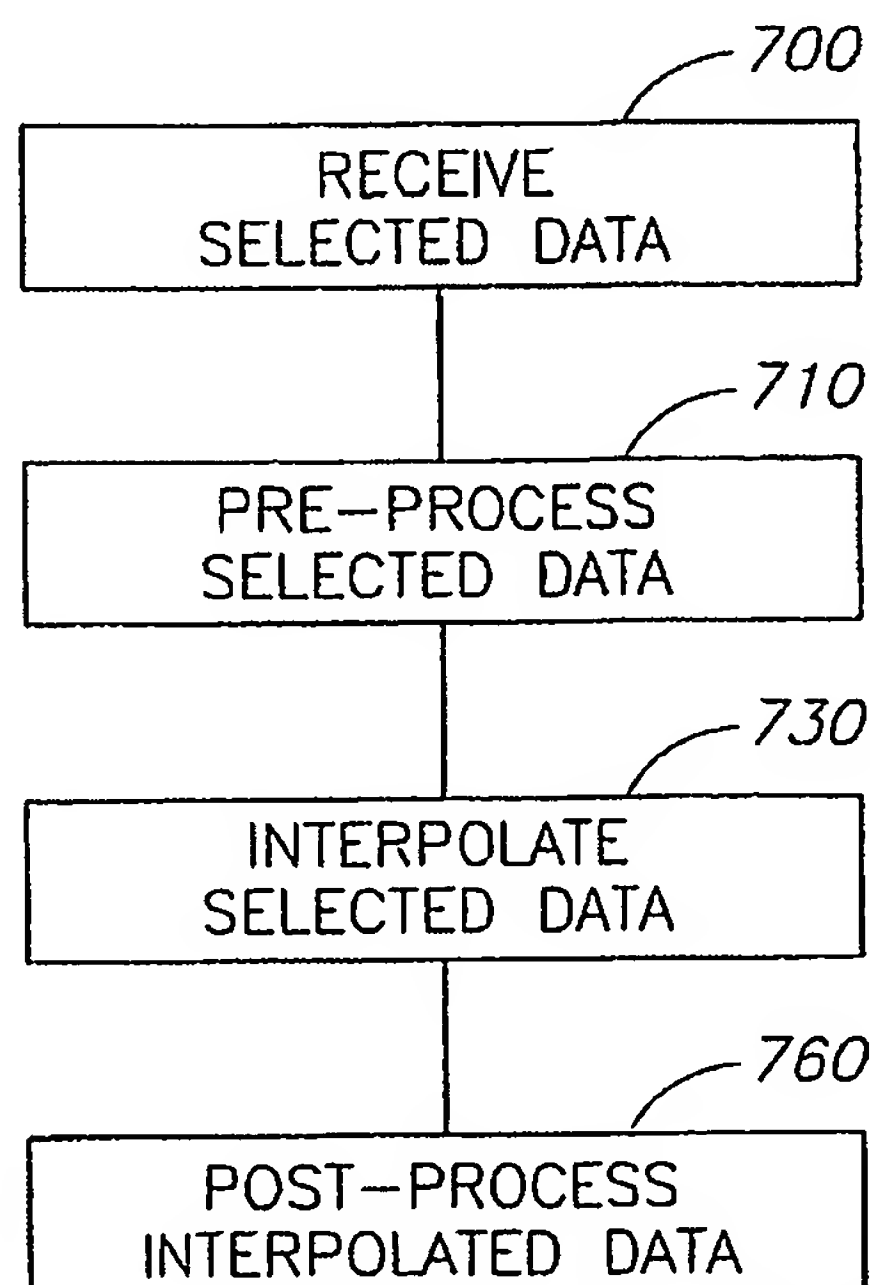 700
RECEIVE
SELECTED DATA
710
PRE-PROCESS
SELECTED DATA
730
INTERPOLATE
SELECTED DATA
760
POST-PROCESS
INTERPOLATED DATA